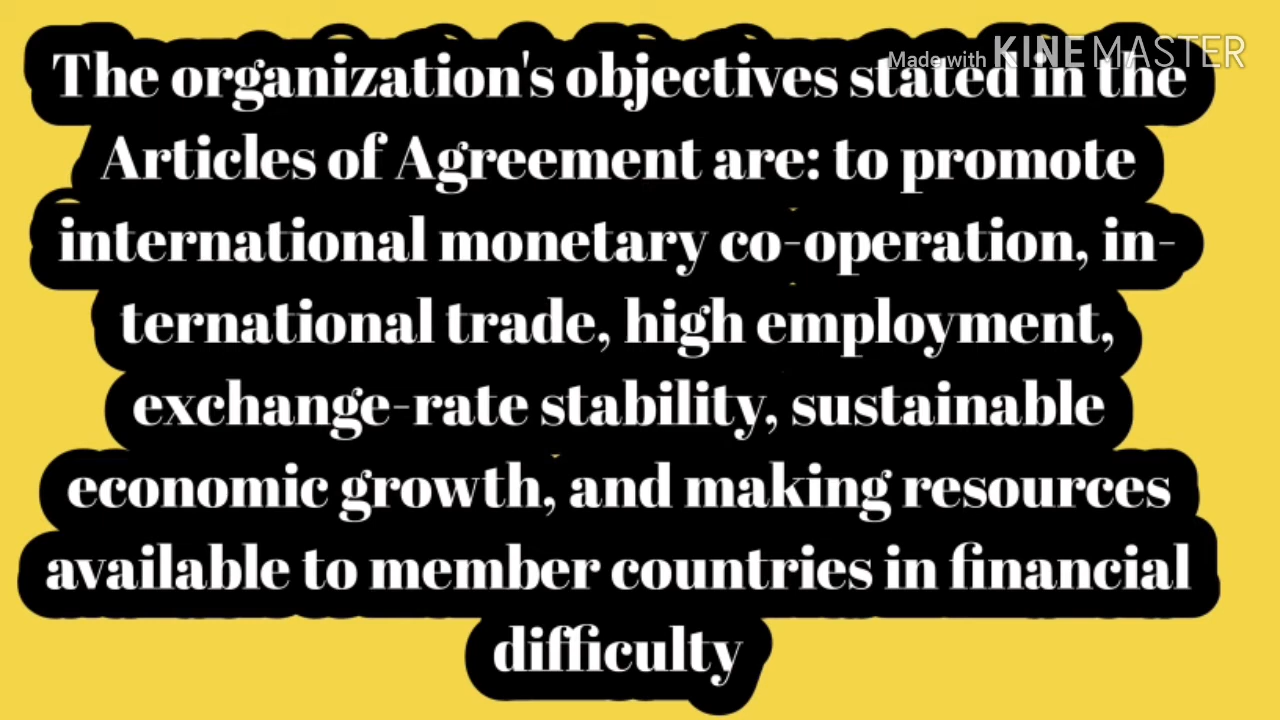 Made with KINEMASTER
The organization's objectives stated in the
Articles of Agreement are: to promote
international monetary co-operation, in-
ternational trade, high employment,
exchange-rate stability, sustainable
economic growth, and making resources
available to member countries in financial
difficulty